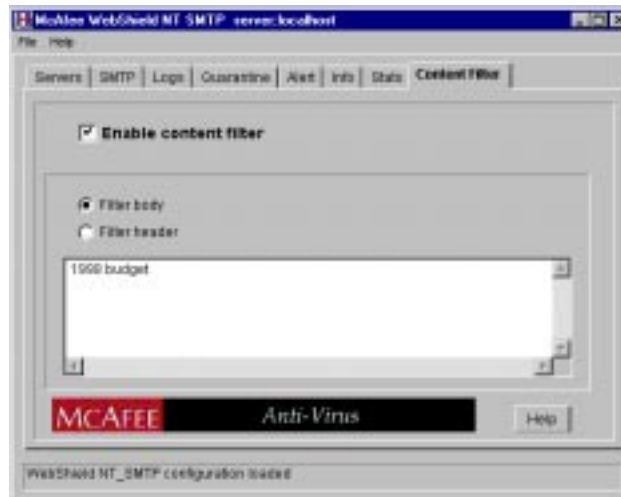 McAfee WebShield NT SMTP server:localhost
File Help
Servers SMTP Logs Quarantine Alert Info Stats Content Filter
Enable content filter
Filter body
Filter header
1998 budget
MCAFEE Anti-Virus Help
WebShield NT_SMTP configuration loaded